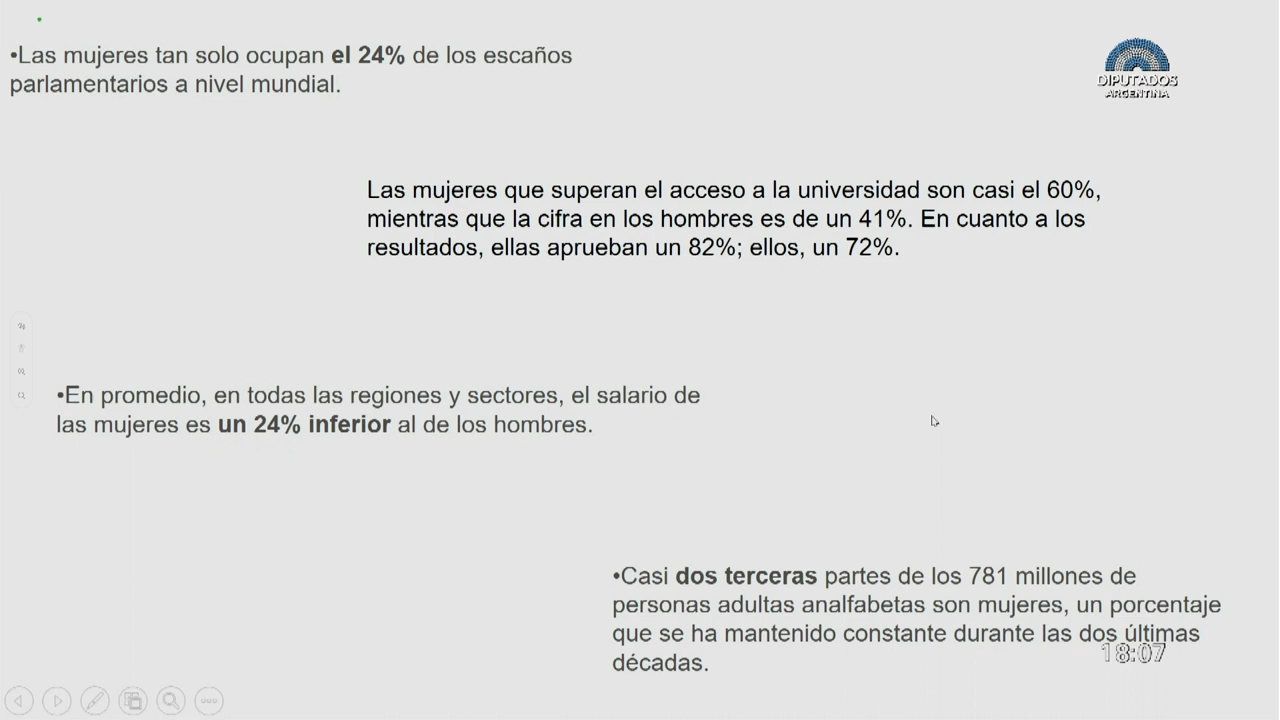 •Las mujeres tan solo ocupan el 24% de los escaños
parlamentarios a nivel mundial.
DIPUTADOS
ARGENTINA
Las mujeres que superan el acceso a la universidad son casi el 60%,
mientras que la cifra en los hombres es de un 41%. En cuanto a los
resultados, ellas aprueban un 82%; ellos, un 72%.
•En promedio, en todas las regiones y sectores, el salario de
las mujeres es un 24% inferior al de los hombres.
•Casi dos terceras partes de los 781 millones de
personas adultas analfabetas son mujeres, un porcentaje
que se ha mantenido constante durante las dos últimas
décadas.
18:07